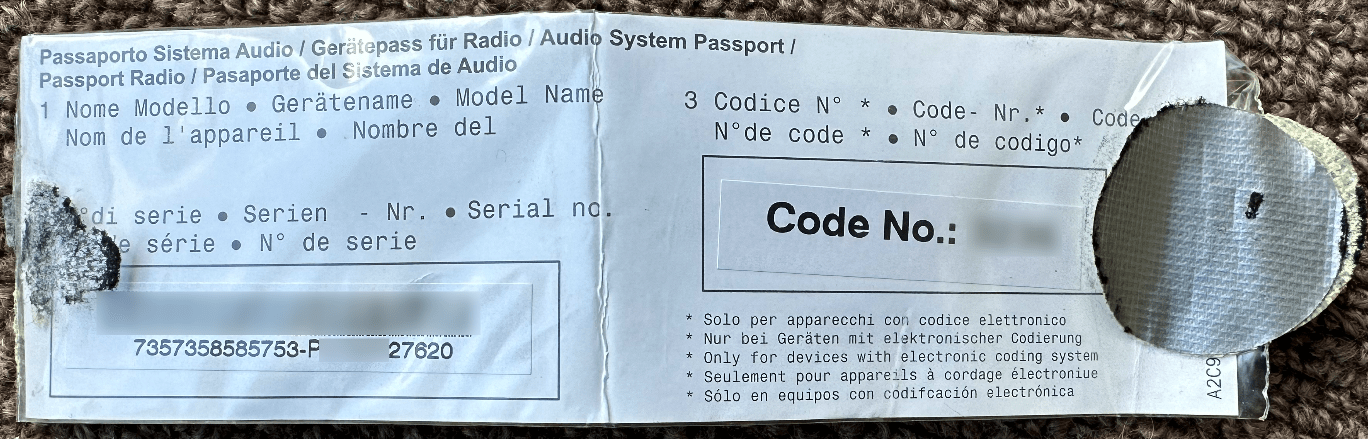 Passaporto Sistema Audio / Gerätepass für Radio / Audio System Passport /
Passport Radio / Pasaporte del Sistema de Audio
1 Nome Modello • Gerätename • Model Name
Nom de l'appareil • Nombre del
di serie • Serien - Nr. • Serial no.
série • N° de serie
7357358585753-P 27620
3 Codice N° * • Code- Nr.* • Code
N°de code * • N° de codigo*
Code No.:
* Solo per apparecchi con codice elettronico
* Nur bei Geräten mit elektronischer Codierung
* Only for devices with electronic coding system
* Seulement pour appareils à cordage électroniue
* Sólo en equipos con codifcación electrónica
A2C9